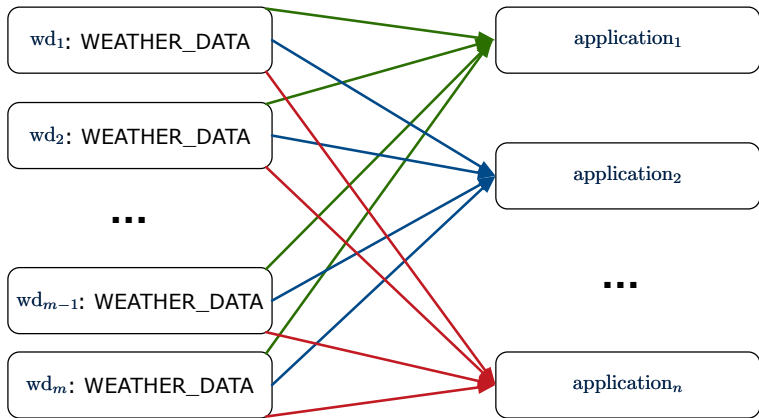 wd₁: WEATHER_DATA
wd₂: WEATHER_DATA
...
wdₘ₋₁: WEATHER_DATA
wdₘ: WEATHER_DATA
application₁
application₂
...
applicationₙ